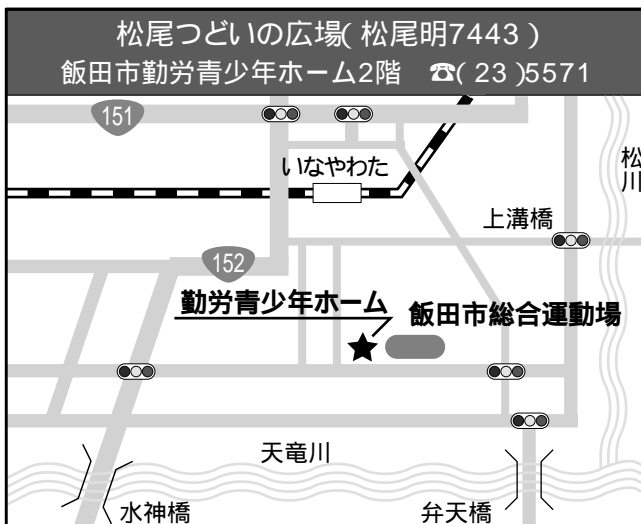 松尾つどいの広場( 松尾明7443 )
飯田市勤労青少年ホーム2階 ☎( 23 )5571
151
いなやわた
松川
上溝橋
152
勤労青少年ホーム
飯田市総合運動場
天竜川
水神橋
弁天橋